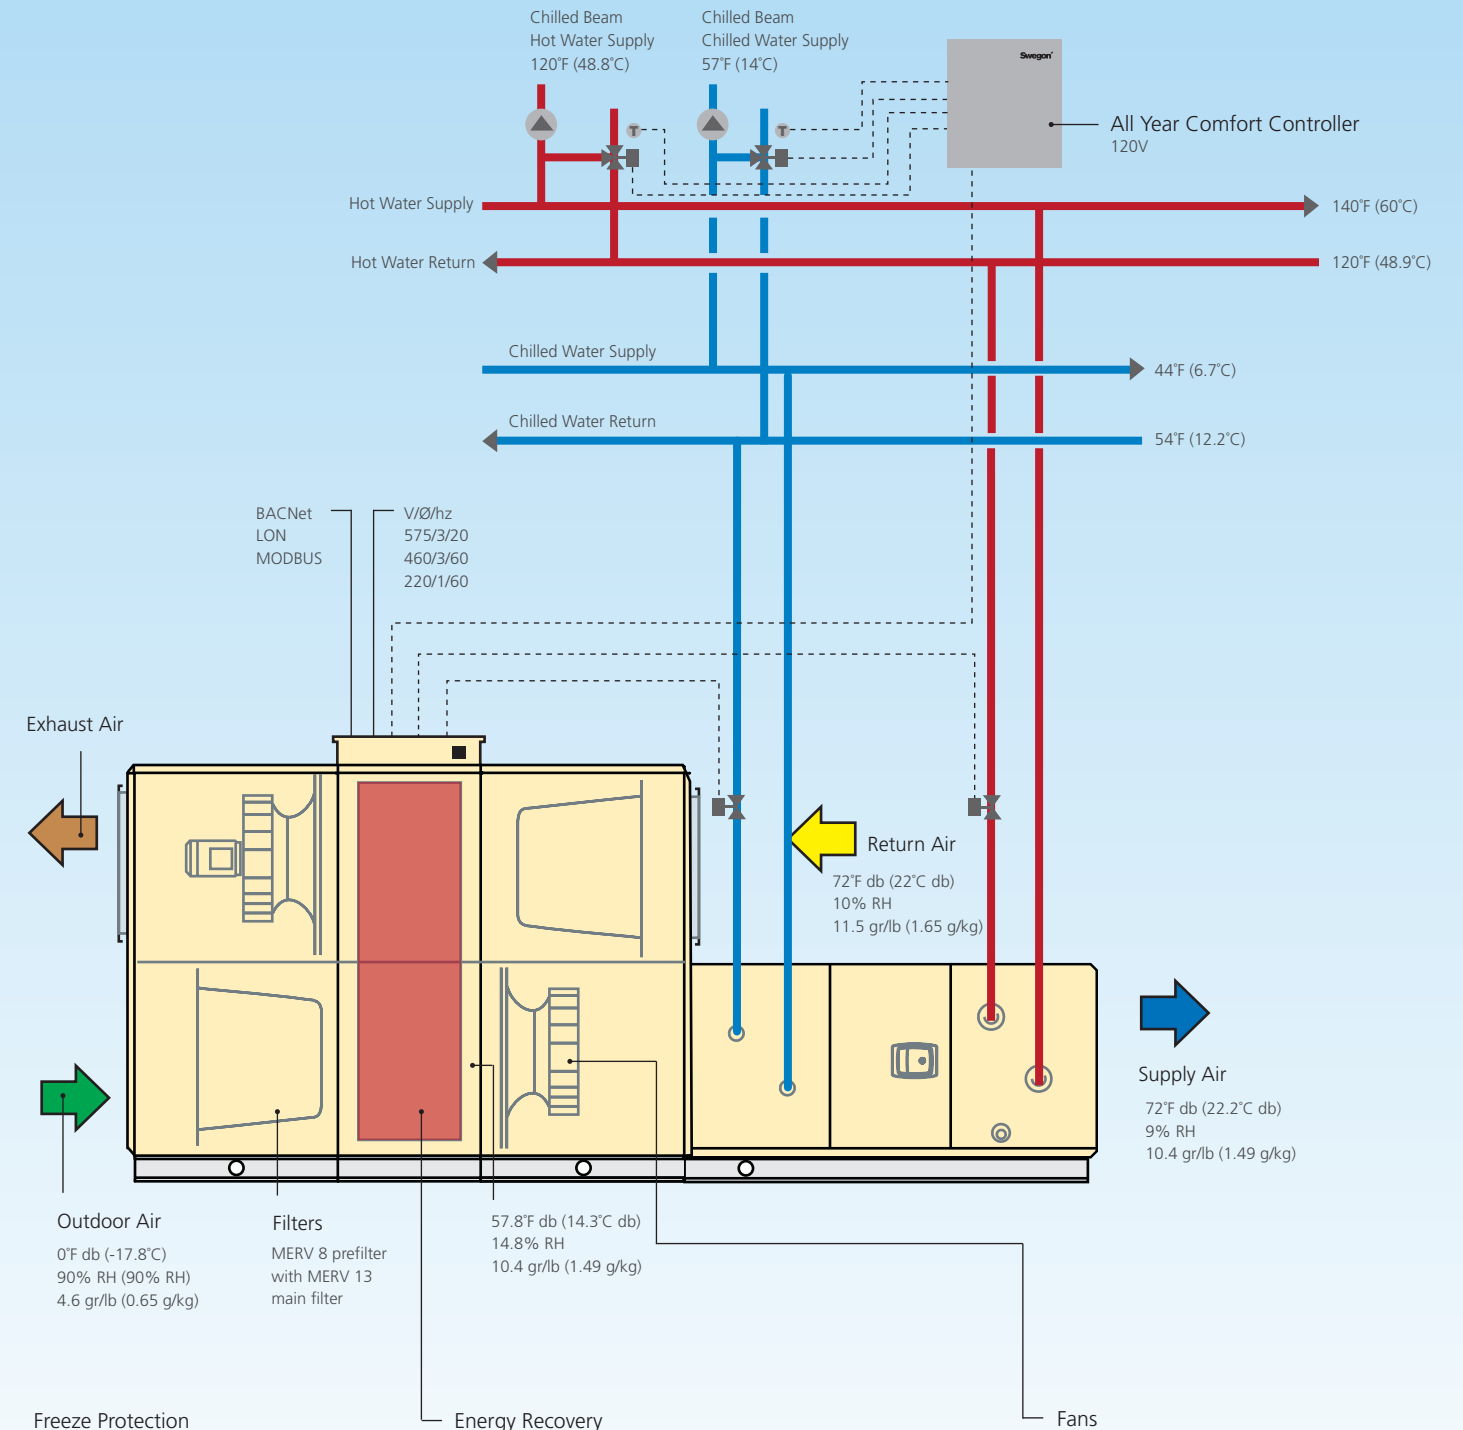 Chilled Beam
Hot Water Supply
120°F (48.8°C)
Chilled Beam
Chilled Water Supply
57°F (14°C)
Swegon
T
T
All Year Comfort Controller
120V
Hot Water Supply
140°F (60°C)
Hot Water Return
120°F (48.9°C)
Chilled Water Supply
44°F (6.7°C)
Chilled Water Return
54°F (12.2°C)
BACNet
LON
MODBUS
V/Ø/hz
575/3/20
460/3/60
220/1/60
Exhaust Air
Return Air
72°F db (22°C db)
10% RH
11.5 gr/lb (1.65 g/kg)
Supply Air
72°F db (22.2°C db)
9% RH
10.4 gr/lb (1.49 g/kg)
Outdoor Air
0°F db (-17.8°C)
90% RH (90% RH)
4.6 gr/lb (0.65 g/kg)
Filters
MERV 8 prefilter
with MERV 13
main filter
57.8°F db (14.3°C db)
14.8% RH
10.4 gr/lb (1.49 g/kg)
Freeze Protection
Energy Recovery
Fans